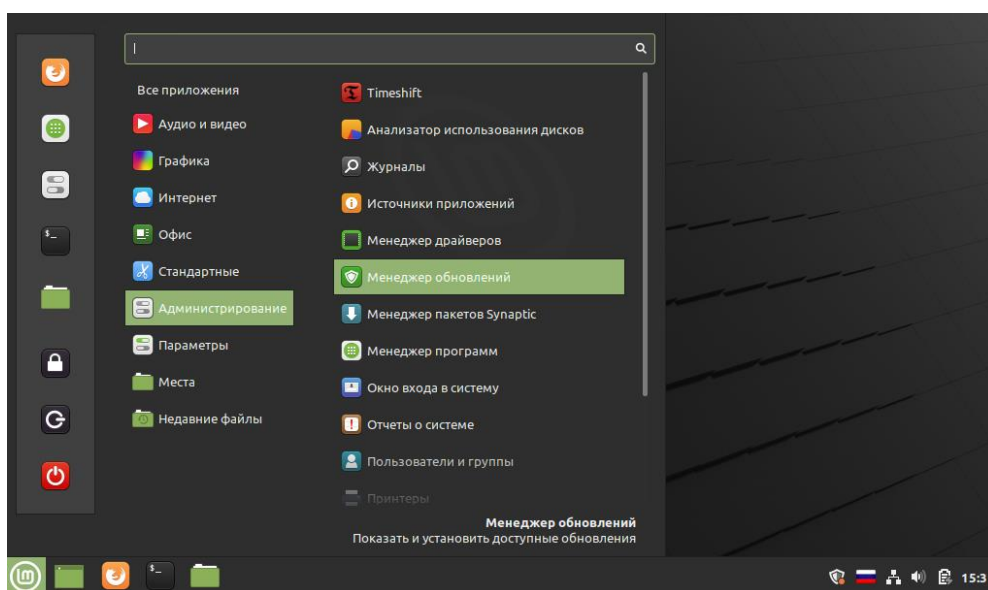 Все приложения
Аудио и видео
Графика
Интернет
Офис
Стандартные
Администрирование
Параметры
Места
Недавние файлы
Timeshift
Анализатор использования дисков
Журналы
Источники приложений
Менеджер драйверов
Менеджер обновлений
Менеджер пакетов Synaptic
Менеджер программ
Окно входа в систему
Отчеты о системе
Пользователи и группы
Принтеры
Менеджер обновлений
Показать и установить доступные обновления
15:3